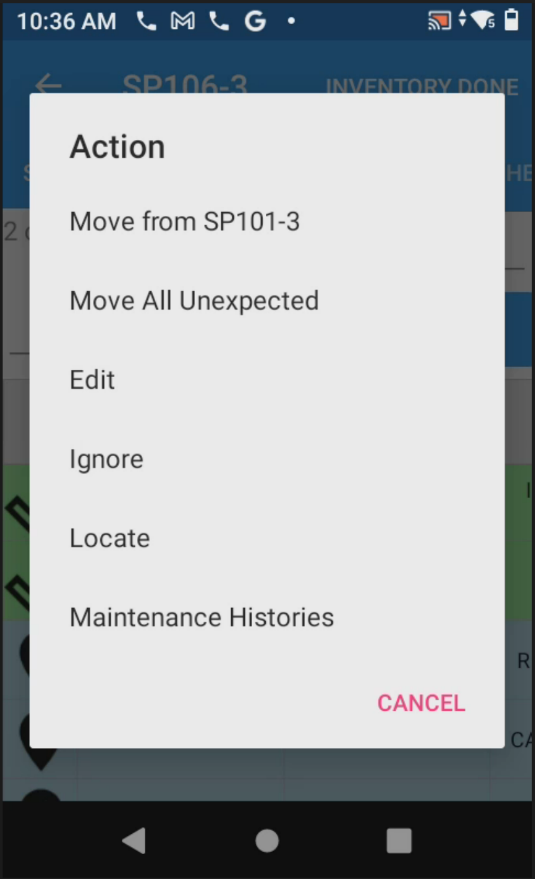 10:36 AM
SP106-3
INVENTORY DONE
Action
Move from SP101-3
Move All Unexpected
Edit
Ignore
Locate
Maintenance Histories
CANCEL